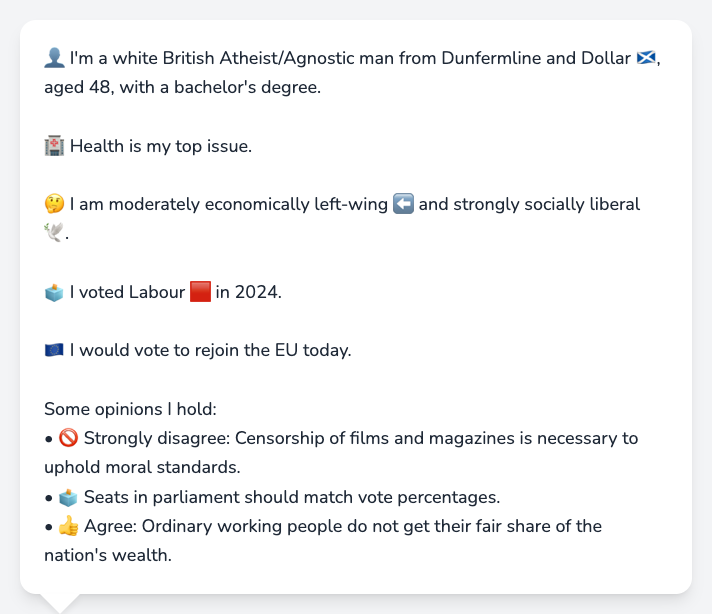 👤 I'm a white British Atheist/Agnostic man from Dunfermline and Dollar 🏴󠁧󠁢󠁳󠁣󠁴󠁿,
aged 48, with a bachelor's degree.
🏥 Health is my top issue.
🤔 I am moderately economically left-wing ⬅️ and strongly socially liberal
🕊️.
🗳️ I voted Labour 🟥 in 2024.
🇪🇺 I would vote to rejoin the EU today.
Some opinions I hold:
• 🚫 Strongly disagree: Censorship of films and magazines is necessary to
uphold moral standards.
• 🗳️ Seats in parliament should match vote percentages.
• 👍 Agree: Ordinary working people do not get their fair share of the
nation's wealth.